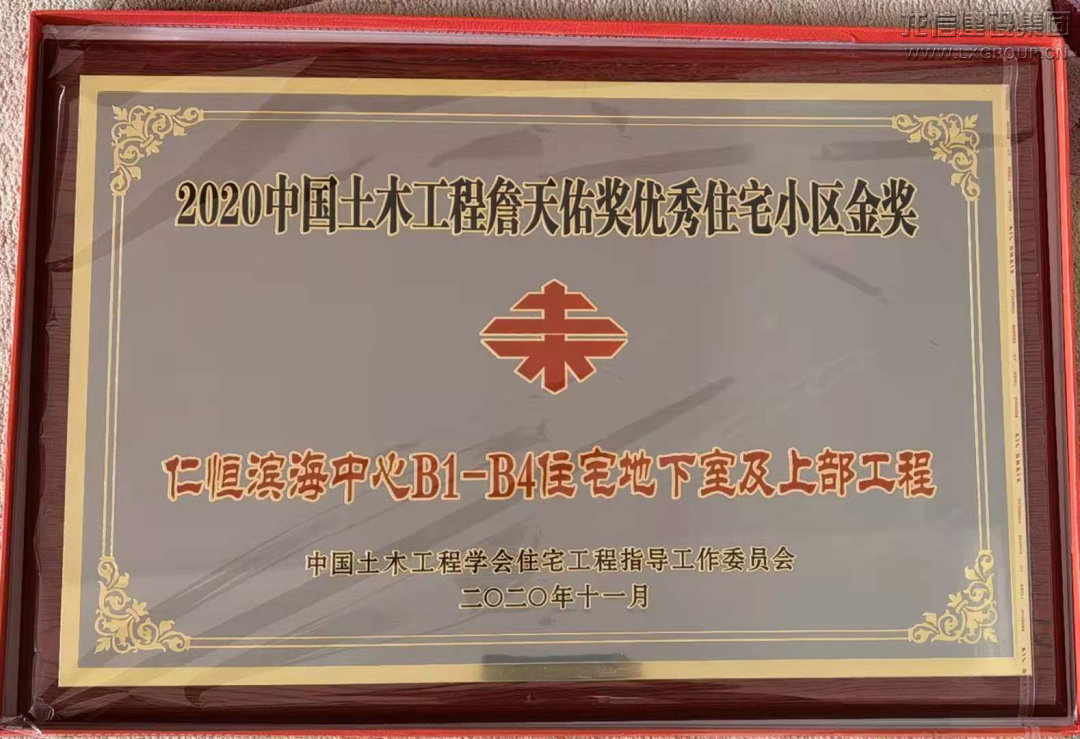 龙信建设集团
WWW.LXGROUP.CN
2020中国土木工程詹天佑奖优秀住宅小区金奖
仁恒滨海中心B1-B4住宅地下室及上部工程
中国土木工程学会住宅工程指导工作委员会
二〇二〇年十一月